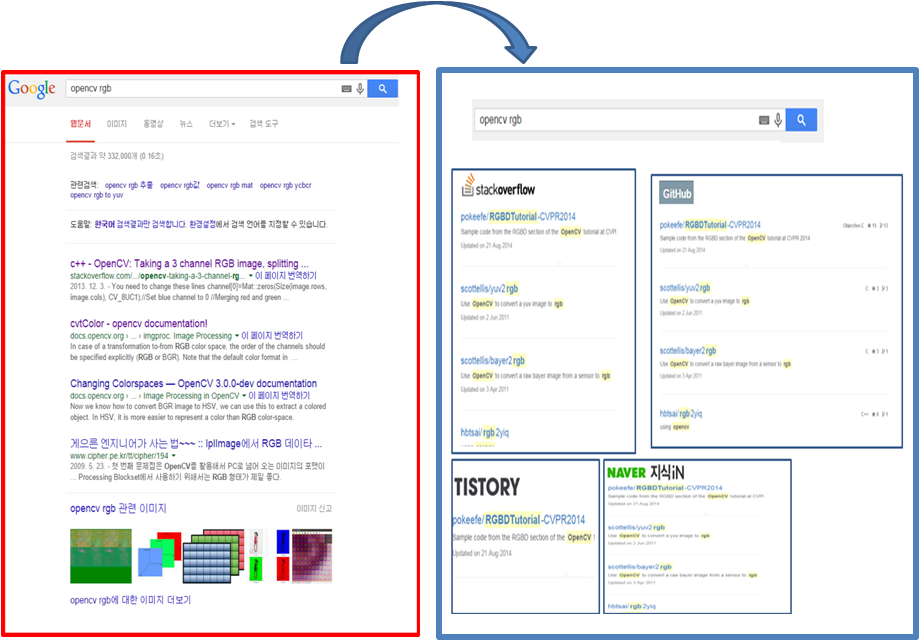 Google
opencv rgb
웹문서 이미지 동영상 뉴스 더보기 검색 도구
검색결과 약 332,000개 (0.16초)
관련검색: opencv rgb 추출 opencv rgb값 opencv rgb mat opencv rgb ycbcr
opencv rgb to yuv
도움말: 한국어 검색결과만 검색합니다. 환경설정에서 검색 언어를 지정할 수 있습니다.
c++ - OpenCV: Taking a 3 channel RGB image, splitting ...
stackoverflow.com/.../opencv-taking-a-3-channel-rg... 이 페이지 번역하기
2013. 12. 3. - You need to change these lines channel[0]=Mat::zeros(Size(image.rows,
image.cols), CV_8UC1);//Set blue channel to 0 //Merging red and green ...
cvtColor - opencv documentation!
docs.opencv.org › ... › imgproc. Image Processing 이 페이지 번역하기
In case of a transformation to-from RGB color space, the order of the channels should
be specified explicitly (RGB or BGR). Note that the default color format in ...
Changing Colorspaces — OpenCV 3.0.0-dev documentation
docs.opencv.org › ... › Image Processing in OpenCV 이 페이지 번역하기
Now we know how to convert BGR image to HSV, we can use this to extract a colored
object. In HSV, it is more easier to represent a color than RGB color-space.
게으른 엔지니어가 사는 법~~~ :: IplImage에서 RGB 데이타 ...
www.cipher.pe.kr/tt/cipher/194
2009. 5. 23. - 첫 번째 문제점은 OpenCV를 활용해서 PC로 넘어 오는 이미지의 포맷이
... Processing Blockset에서 사용하기 위해서는 RGB 형태가 제일 좋다.
opencv rgb 관련 이미지 이미지 신고
opencv rgb에 대한 이미지 더보기
opencv rgb
stackoverflow
pokeefe/RGBDTutorial-CVPR2014
Sample code from the RGBD section of the OpenCV tutorial at CVPI
Updated on 21 Aug 2014
scottellis/yuv2rgb
Use OpenCV to convert a yuv image to rgb
Updated on 2 Jun 2011
scottellis/bayer2rgb
Use OpenCV to convert a raw bayer image from a sensor to rgb
Updated on 3 Apr 2011
hbtsai/rgb2yiq
GitHub
pokeefe/RGBDTutorial-CVPR2014
Objective-C 15 13
Sample code from the RGBD section of the OpenCV tutorial at CVPR 2014
Updated on 21 Aug 2014
scottellis/yuv2rgb
Use OpenCV to convert a yuv image to rgb
Updated on 2 Jun 2011
scottellis/bayer2rgb
Use OpenCV to convert a raw bayer image from a sensor to rgb
Updated on 3 Apr 2011
hbtsai/rgb2yiq
C++
using opencv
TISTORY
pokeefe/RGBDTutorial-CVPR2014
Sample code from the RGBD section of the OpenCV
Updated on 21 Aug 2014
NAVER 지식iN
pokeefe/RGBDTutorial-CVPR2014
Sample code from the RGBD section of the OpenCV tutorial at CVPI
Updated on 21 Aug 2014
scottellis/yuv2rgb
Use OpenCV to convert a yuv image to rgb
Updated on 2 Jun 2011
scottellis/bayer2rgb
Use OpenCV to convert a raw bayer image from a sensor to rgb
Updated on 3 Apr 2011
hbtsai/rgb2yiq